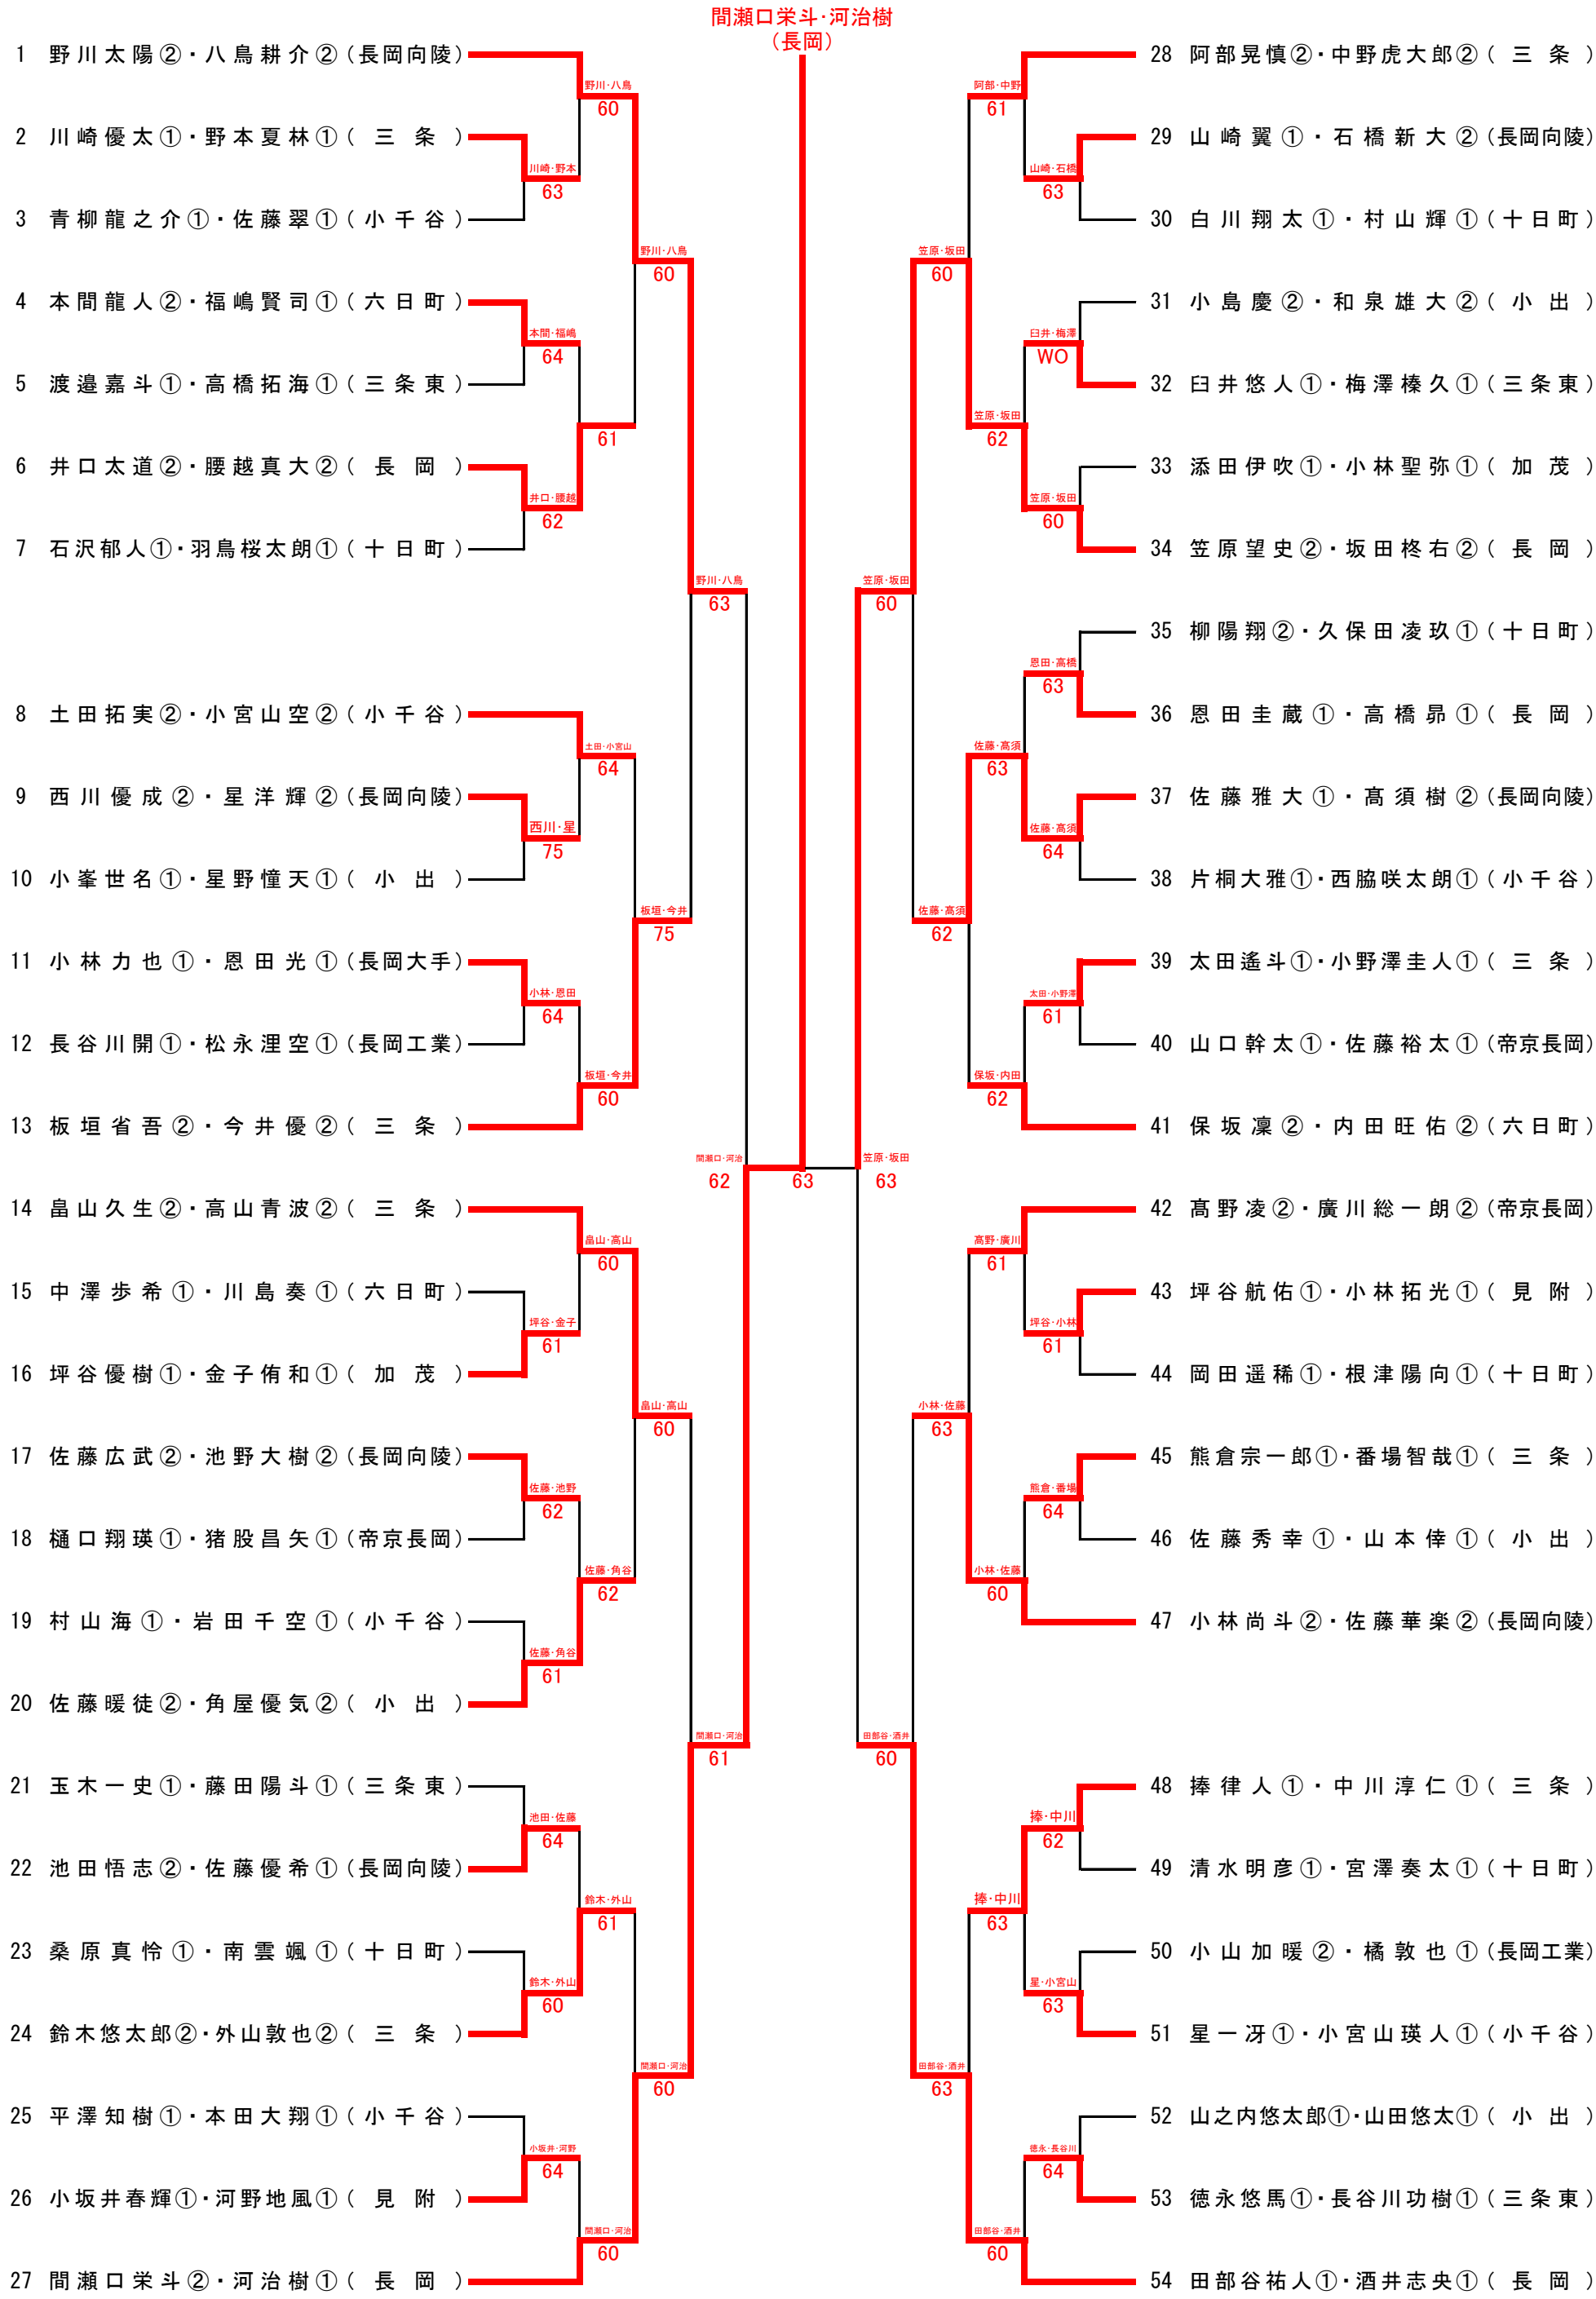 間瀬口栄斗・河治樹
(長岡)
1 野川太陽②・八鳥耕介②(長岡向陵)
2 川崎優太①・野本夏林①(三条)
3 青柳龍之介①・佐藤翠①(小千谷)
4 本間龍人②・福嶋賢司①(六日町)
5 渡邉嘉斗①・高橋拓海①(三条東)
6 井口太道②・腰越真大②(長岡)
7 石沢郁人①・羽鳥桜太朗①(十日町)
8 土田拓実②・小宮山空②(小千谷)
9 西川優成②・星洋輝②(長岡向陵)
10 小峯世名①・星野憧天①(小出)
11 小林力也①・恩田光①(長岡大手)
12 長谷川開①・松永浬空①(長岡工業)
13 板垣省吾②・今井優②(三条)
14 畠山久生②・高山青波②(三条)
15 中澤歩希①・川島奏①(六日町)
16 坪谷優樹①・金子侑和①(加茂)
17 佐藤広武②・池野大樹②(長岡向陵)
18 樋口翔瑛①・猪股昌矢①(帝京長岡)
19 村山海①・岩田千空①(小千谷)
20 佐藤暖徒②・角屋優気②(小出)
21 玉木一史①・藤田陽斗①(三条東)
22 池田悟志②・佐藤優希①(長岡向陵)
23 桑原真怜①・南雲颯①(十日町)
24 鈴木悠太郎②・外山敦也②(三条)
25 平澤知樹①・本田大翔①(小千谷)
26 小坂井春輝①・河野地風①(見附)
27 間瀬口栄斗②・河治樹①(長岡)
川崎・野本
63
本間・福嶋
64
井口・腰越
62
西川・星
75
小林・恩田
64
坪谷・金子
61
佐藤・池野
62
佐藤・角谷
61
池田・佐藤
64
鈴木・外山
60
小坂井・河野
64
野川・八鳥
60
61
土田・小宮山
64
板垣・今井
60
畠山・高山
60
佐藤・角谷
62
鈴木・外山
61
間瀬口・河治
60
野川・八鳥
60
板垣・今井
75
畠山・高山
60
間瀬口・河治
60
野川・八鳥
63
間瀬口・河治
61
間瀬口・河治
62
63
笠原・坂田
63
笠原・坂田
60
田部谷・酒井
60
笠原・坂田
60
佐藤・髙須
62
小林・佐藤
63
田部谷・酒井
63
阿部・中野
61
笠原・坂田
62
佐藤・髙須
63
保坂・内田
62
髙野・廣川
61
小林・佐藤
60
捧・中川
63
田部谷・酒井
60
山崎・石橋
63
臼井・梅澤
WO
笠原・坂田
60
恩田・高橋
63
佐藤・髙須
64
太田・小野澤
61
坪谷・小林
61
熊倉・番場
64
捧・中川
62
星・小宮山
63
徳永・長谷川
64
28 阿部晃慎②・中野虎大郎②(三条)
29 山崎翼①・石橋新大②(長岡向陵)
30 白川翔太①・村山輝①(十日町)
31 小島慶②・和泉雄大②(小出)
32 臼井悠人①・梅澤榛久①(三条東)
33 添田伊吹①・小林聖弥①(加茂)
34 笠原望史②・坂田柊右②(長岡)
35 柳陽翔②・久保田凌玖①(十日町)
36 恩田圭蔵①・高橋昂①(長岡)
37 佐藤雅大①・髙須樹②(長岡向陵)
38 片桐大雅①・西脇咲太朗①(小千谷)
39 太田遙斗①・小野澤圭人①(三条)
40 山口幹太①・佐藤裕太①(帝京長岡)
41 保坂凜②・内田旺佑②(六日町)
42 髙野凌②・廣川総一朗②(帝京長岡)
43 坪谷航佑①・小林拓光①(見附)
44 岡田遥稀①・根津陽向①(十日町)
45 熊倉宗一郎①・番場智哉①(三条)
46 佐藤秀幸①・山本倖①(小出)
47 小林尚斗②・佐藤華楽②(長岡向陵)
48 捧律人①・中川淳仁①(三条)
49 清水明彦①・宮澤奏太①(十日町)
50 小山加暖②・橘敦也①(長岡工業)
51 星一冴①・小宮山瑛人①(小千谷)
52 山之内悠太郎①・山田悠太①(小出)
53 徳永悠馬①・長谷川功樹①(三条東)
54 田部谷祐人①・酒井志央①(長岡)